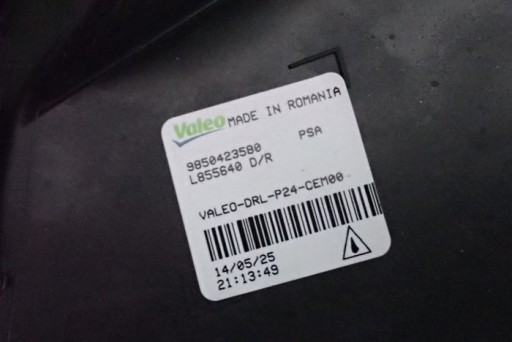 Valeo MADE IN ROMANIA
PSA
9850423580
L855640 D/R
VALEO-DRL-P24-CEM00
14/05/25
21:13:49